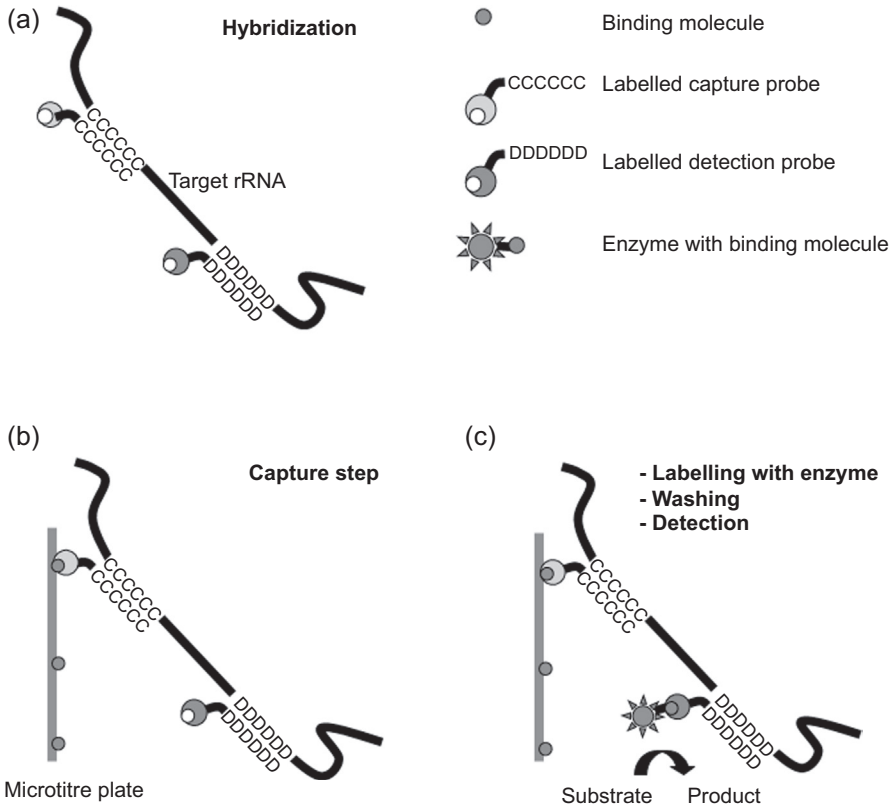 (a)
Hybridization
CCCCCC
CCCCCC
Target rRNA
DDDDDD
DDDDDD
Binding molecule
CCCCCC Labelled capture probe
DDDDDD Labelled detection probe
Enzyme with binding molecule
(b)
Capture step
CCCCCC
CCCCCC
DDDDDD
DDDDDD
Microtitre plate
(c)
- Labelling with enzyme
- Washing
- Detection
CCCCCC
CCCCCC
DDDDDD
DDDDDD
Substrate Product